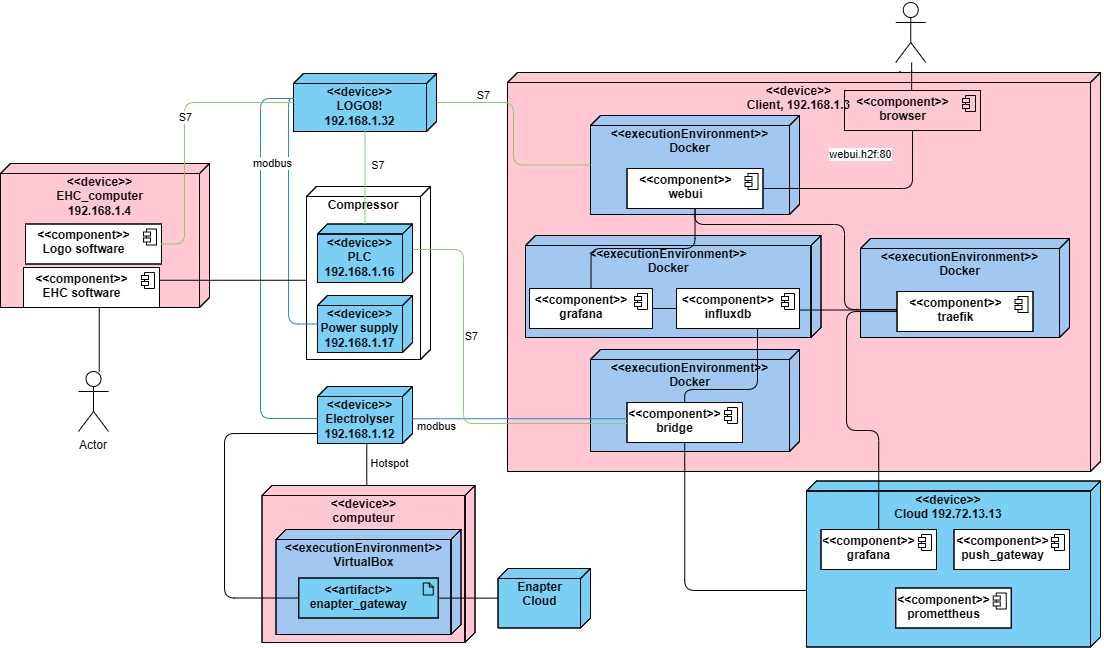 <<device>>
LOGO8!
192.168.1.32
S7
S7
S7
modbus
<<device>>
EHC_computer
192.168.1.4
<<component>>
Logo software
<<component>>
EHC software
Actor
Compressor
<<device>>
PLC
192.168.1.16
<<device>>
Power supply
192.168.1.17
S7
<<device>>
Electrolyser
192.168.1.12
modbus
Hotspot
<<device>>
computeur
<<executionEnvironment>>
VirtualBox
<<artifact>>
enapter_gateway
Enapter
Cloud
<<device>>
Client, 192.168.1.3
<<component>>
browser
webui.h2f:80
<<executionEnvironment>>
Docker
<<component>>
webui
<<executionEnvironment>>
Docker
<<component>>
grafana
<<component>>
influxdb
<<executionEnvironment>>
Docker
<<component>>
traefik
<<executionEnvironment>>
Docker
<<component>>
bridge
<<device>>
Cloud 192.72.13.13
<<component>>
grafana
<<component>>
push_gateway
<<component>>
promettheus